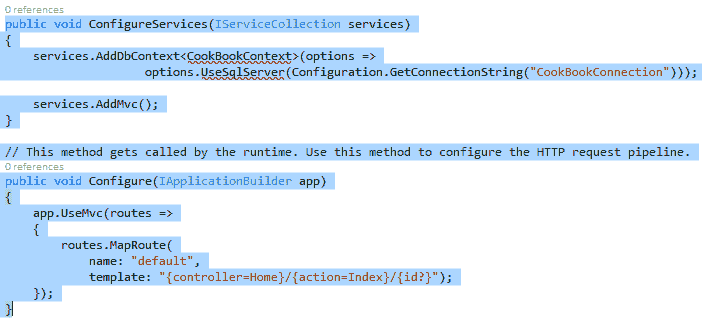 0 references
public void ConfigureServices(IServiceCollection services)
{
    services.AddDbContext<CookBookContext>(options =>
                options.UseSqlServer(Configuration.GetConnectionString("CookBookConnection")));

    services.AddMvc();
}

// This method gets called by the runtime. Use this method to configure the HTTP request pipeline.
0 references
public void Configure(IApplicationBuilder app)
{
    app.UseMvc(routes =>
    {
        routes.MapRoute(
            name: "default",
            template: "{controller=Home}/{action=Index}/{id?}");
    });
}